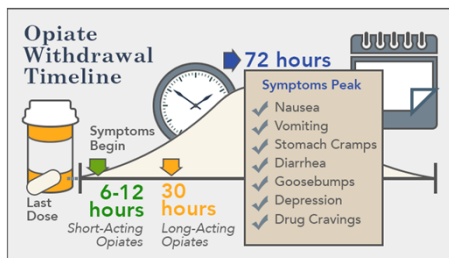 Opiate
Withdrawal
Timeline
72 hours
Symptoms Peak
Nausea
Vomiting
Stomach Cramps
Diarrhea
Goosebumps
Depression
Drug Cravings
Symptoms
Begin
Last
Dose
6-12
hours
Short-Acting
Opiates
30
hours
Long-Acting
Opiates